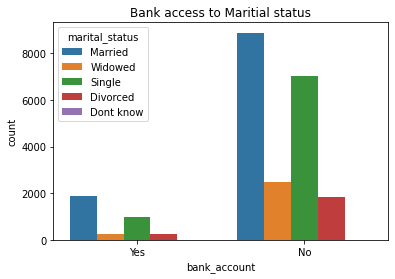 Bank access to Maritial status
marital_status
Married
Widowed
Single
Divorced
Dont know
8000
6000
4000
2000
0
count
Yes
No
bank_account